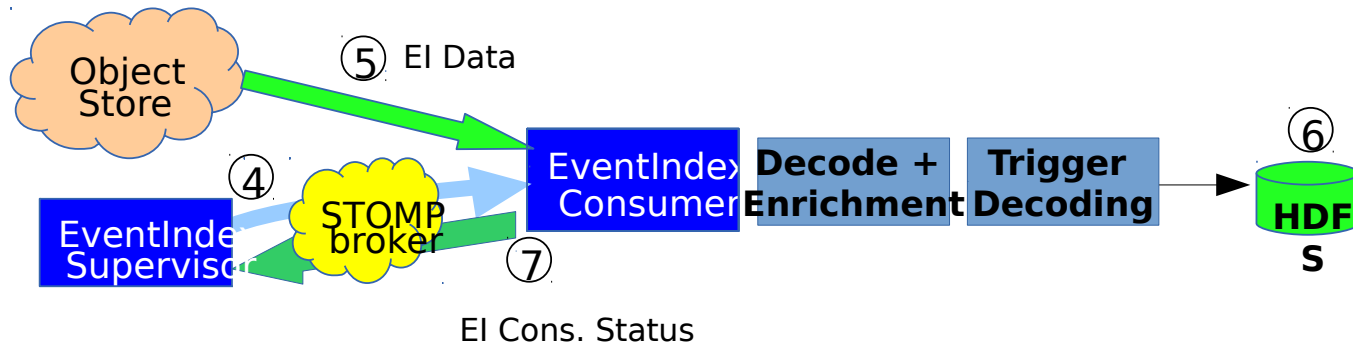 5 EI Data
Object
Store
4
6
EventIndex
Consumer
Decode +
Enrichment
Trigger
Decoding
STOMP
broker
EventIndex
Supervisor
HDF
S
7
EI Cons. Status